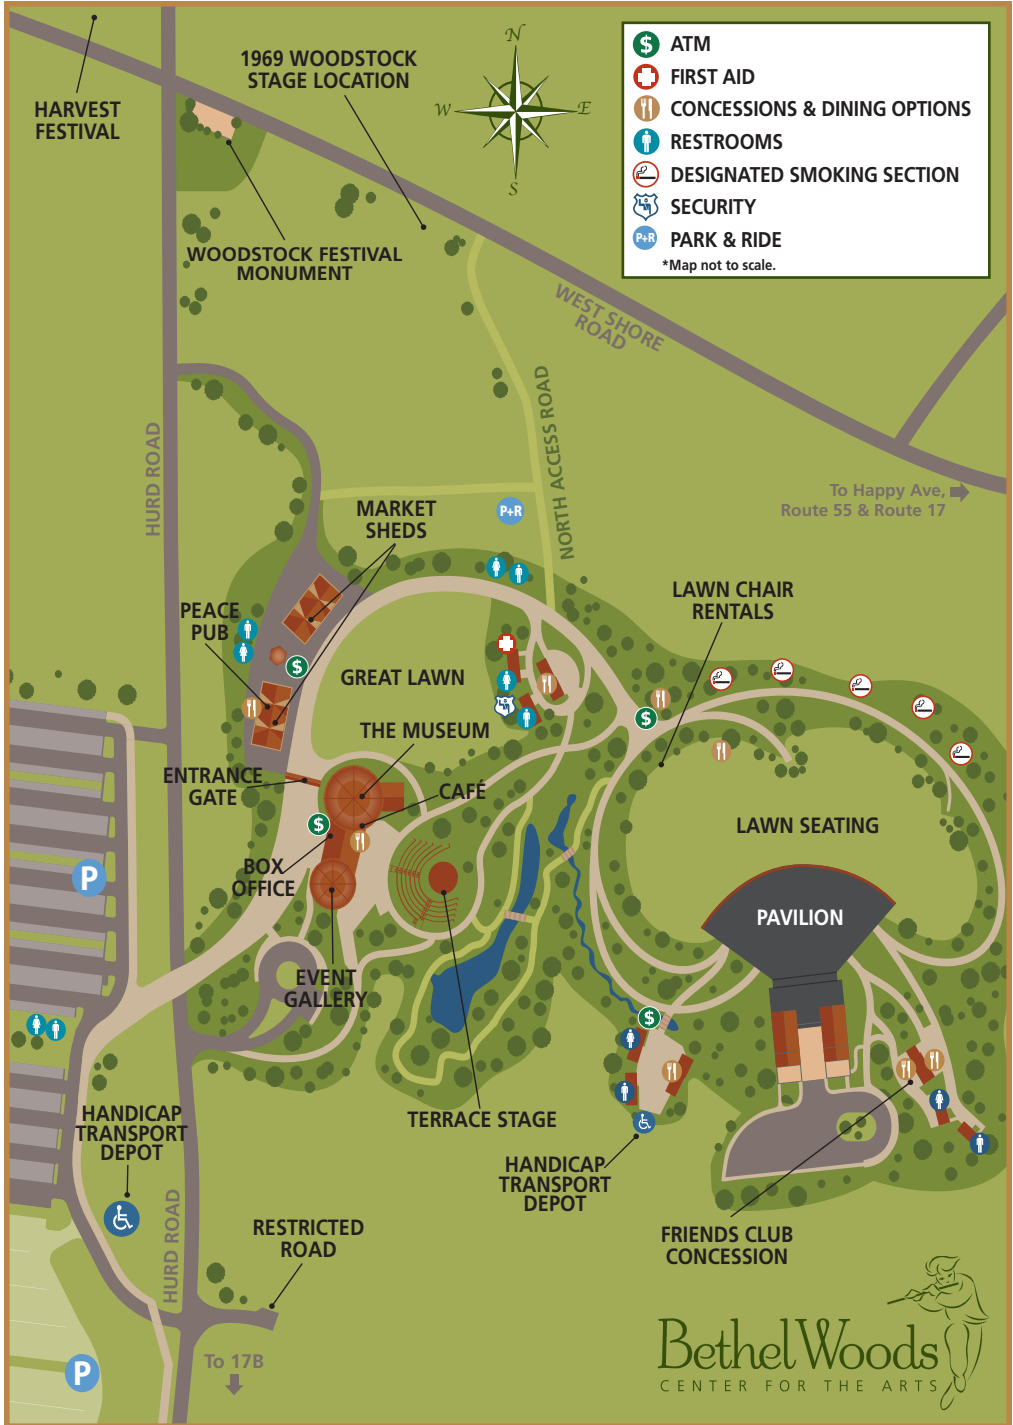 N
W
E
S
ATM
FIRST AID
CONCESSIONS & DINING OPTIONS
RESTROOMS
DESIGNATED SMOKING SECTION
SECURITY
P+R
PARK & RIDE
*Map not to scale.
$
HARVEST
FESTIVAL
1969 WOODSTOCK
STAGE LOCATION
WOODSTOCK FESTIVAL
MONUMENT
WEST SHORE
ROAD
HURD ROAD
NORTH ACCESS ROAD
To Happy Ave,
Route 55 & Route 17
MARKET
SHEDS
P+R
PEACE
PUB
$
GREAT LAWN
LAWN CHAIR
RENTALS
$
THE MUSEUM
ENTRANCE
GATE
CAFÉ
$
BOX
OFFICE
P
LAWN SEATING
PAVILION
EVENT
GALLERY
$
TERRACE STAGE
HANDICAP
TRANSPORT
DEPOT
HANDICAP
TRANSPORT
DEPOT
HURD ROAD
RESTRICTED
ROAD
FRIENDS CLUB
CONCESSION
To 17B
P
Bethel Woods
CENTER FOR THE ARTS